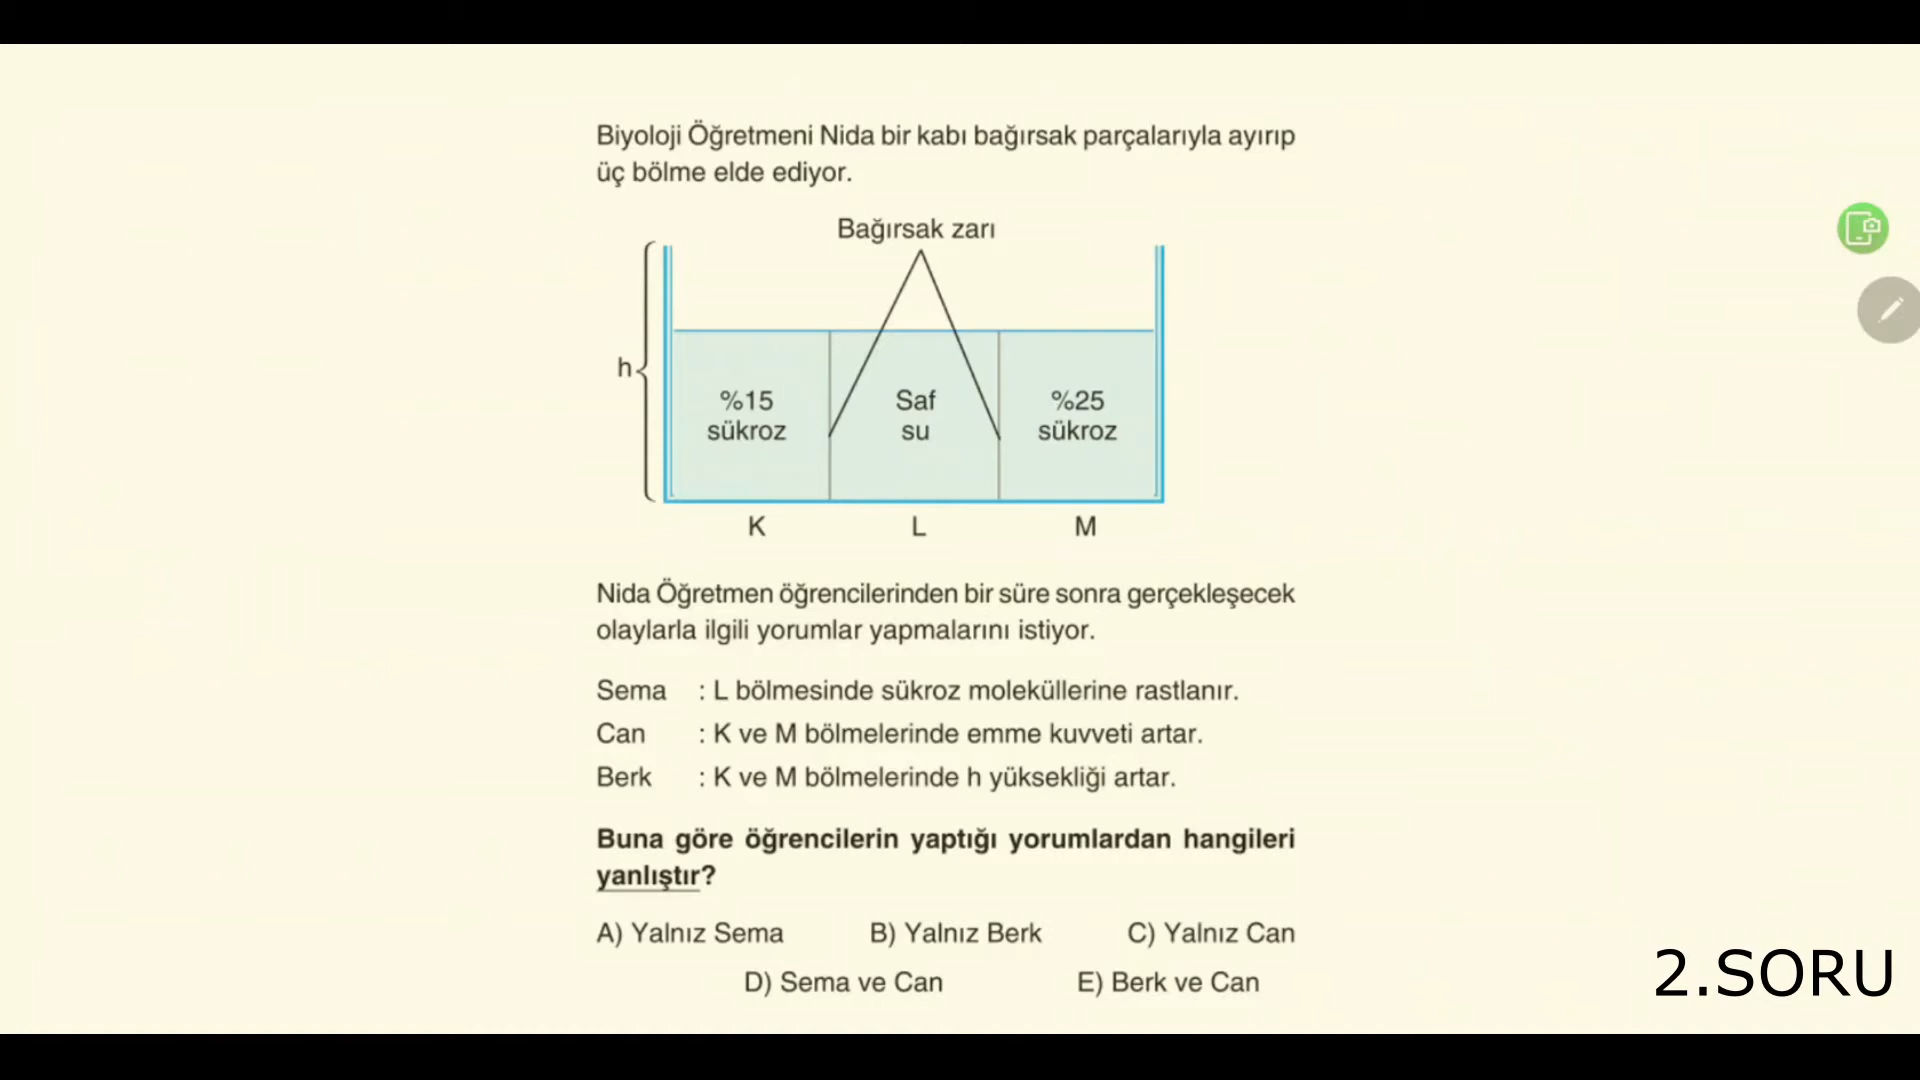 Biyoloji Öğretmeni Nida bir kabı bağırsak parçalarıyla ayırıp
üç bölme elde ediyor.
Bağırsak zarı
h
%15
sükroz
Saf
su
%25
sükroz
K
L
M
Nida Öğretmen öğrencilerinden bir süre sonra gerçekleşecek
olaylarla ilgili yorumlar yapmalarını istiyor.
Sema : L bölmesinde sükroz moleküllerine rastlanır.
Can : K ve M bölmelerinde emme kuvveti artar.
Berk : K ve M bölmelerinde h yüksekliği artar.
Buna göre öğrencilerin yaptığı yorumlardan hangileri
yanlıştır?
A) Yalnız Sema B) Yalnız Berk C) Yalnız Can
D) Sema ve Can E) Berk ve Can
2.SORU